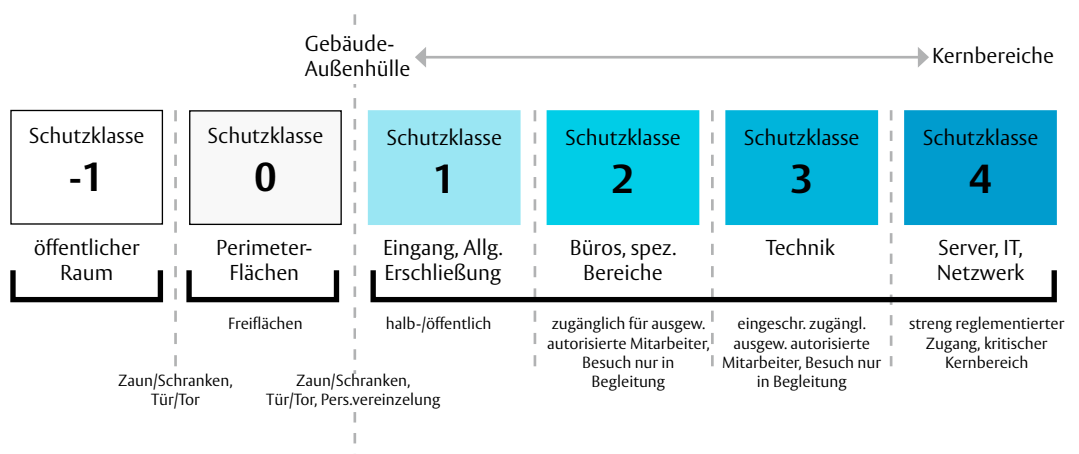 Gebäude-
Außenhülle
Kernbereiche
Schutzklasse
-1
Schutzklasse
0
Schutzklasse
1
Schutzklasse
2
Schutzklasse
3
Schutzklasse
4
öffentlicher
Raum
Perimeter-
Flächen
Eingang, Allg.
Erschließung
Büros, spez.
Bereiche
Technik
Server, IT,
Netzwerk
Freiflächen
halb-/öffentlich
zugänglich für ausgew.
autorisierte Mitarbeiter,
Besuch nur in
Begleitung
eingeschr. zugängl.
ausgew. autorisierte
Mitarbeiter, Besuch nur
in Begleitung
streng reglementierter
Zugang, kritischer
Kernbereich
Zaun/Schranken,
Tür/Tor
Zaun/Schranken,
Tür/Tor, Pers.vereinzelung